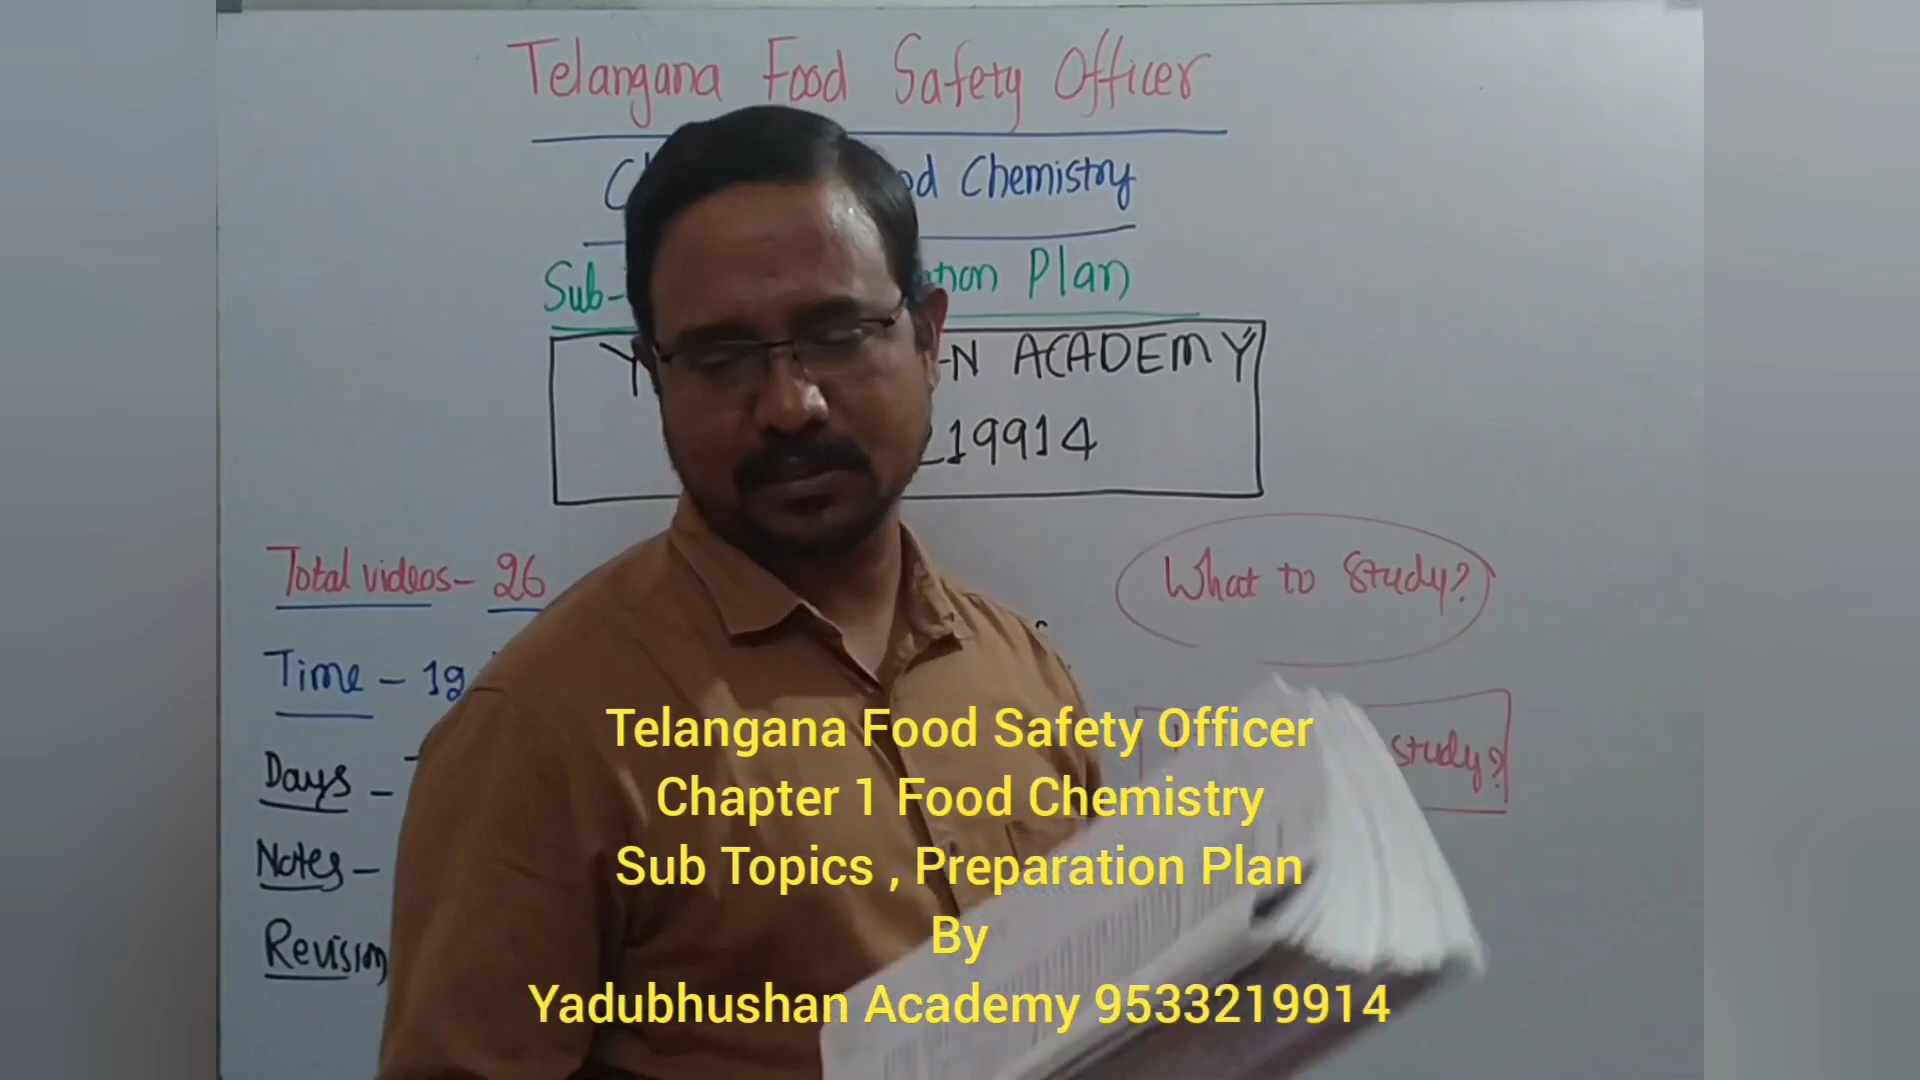 Telangana Food Safety Officer
Chemistry
Sub- Plan
ACADEMY
19914
Total videos- 26
What to Study?
Time - 19
Days -
study?
Notes -
Revision
Telangana Food Safety Officer
Chapter 1 Food Chemistry
Sub Topics , Preparation Plan
By
Yadubhushan Academy 9533219914